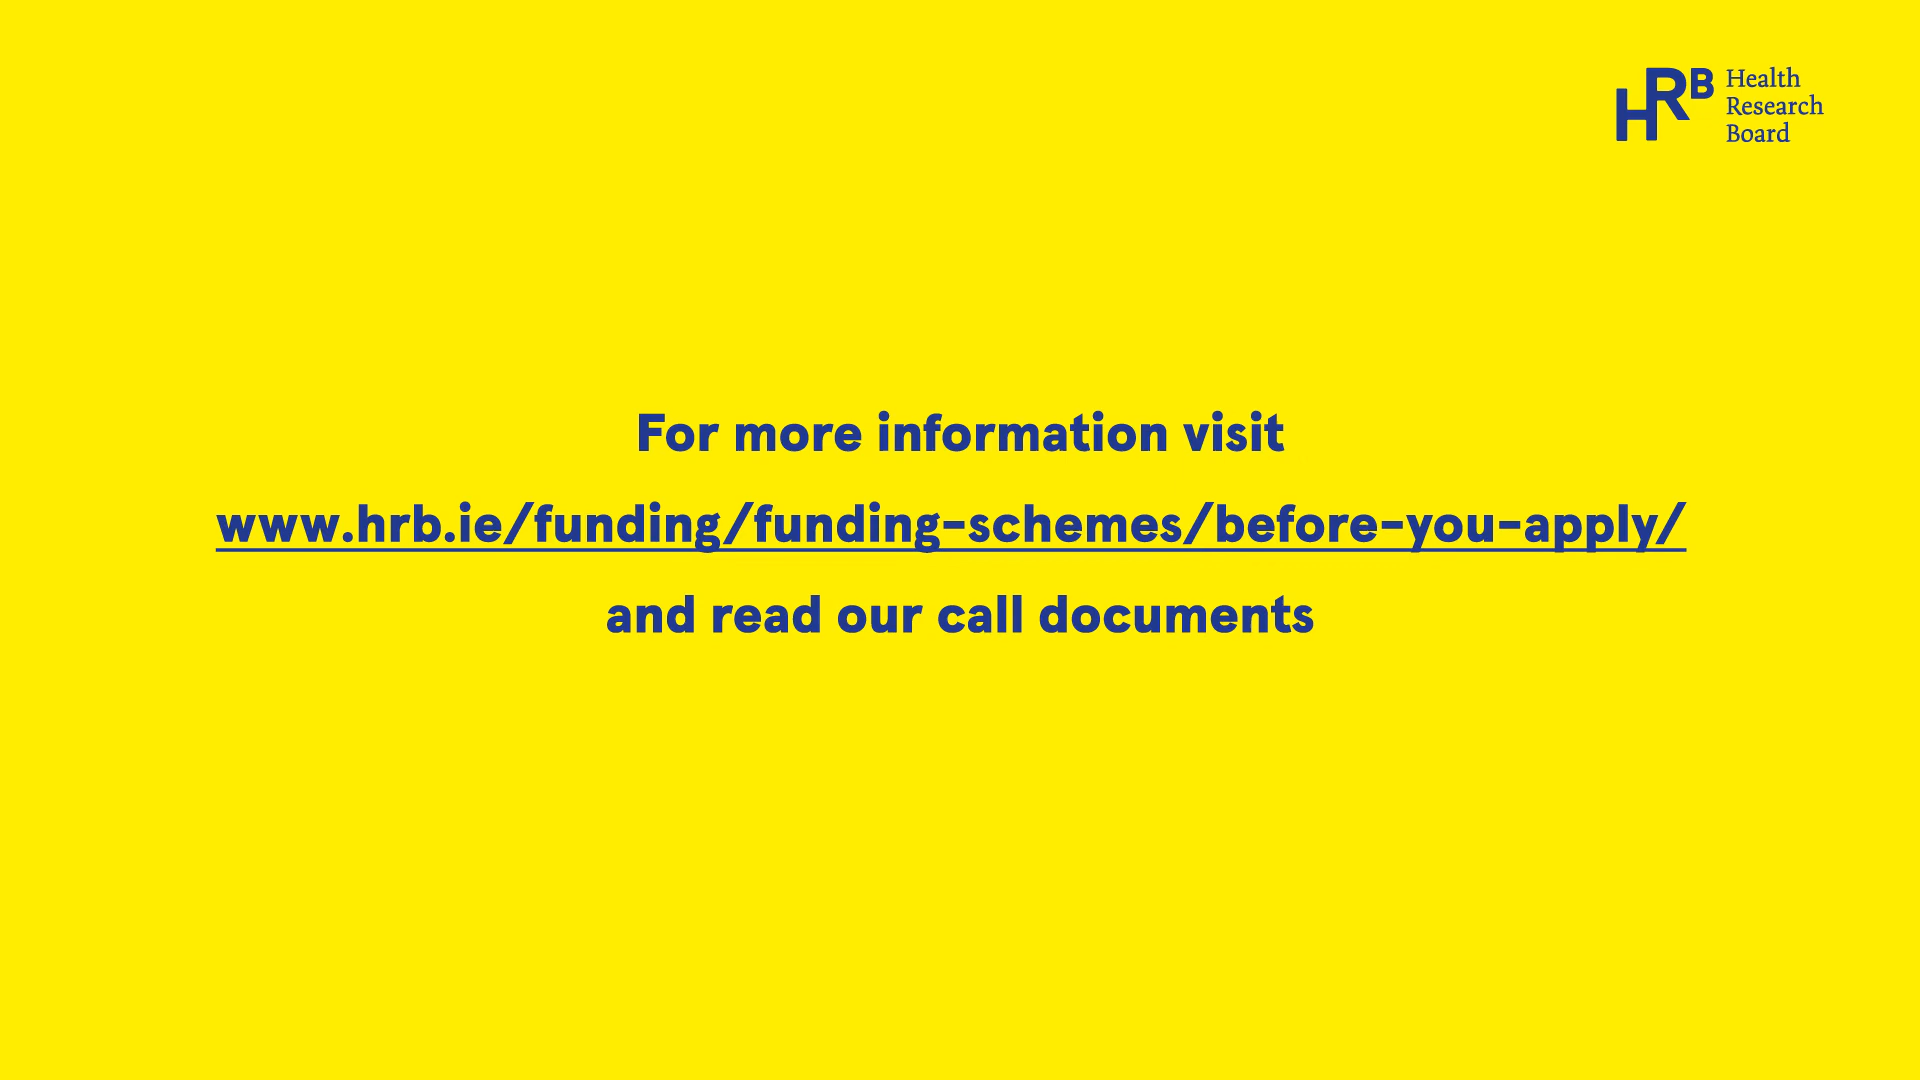 HRB
Health
Research
Board
For more information visit
www.hrb.ie/funding/funding-schemes/before-you-apply/
and read our call documents